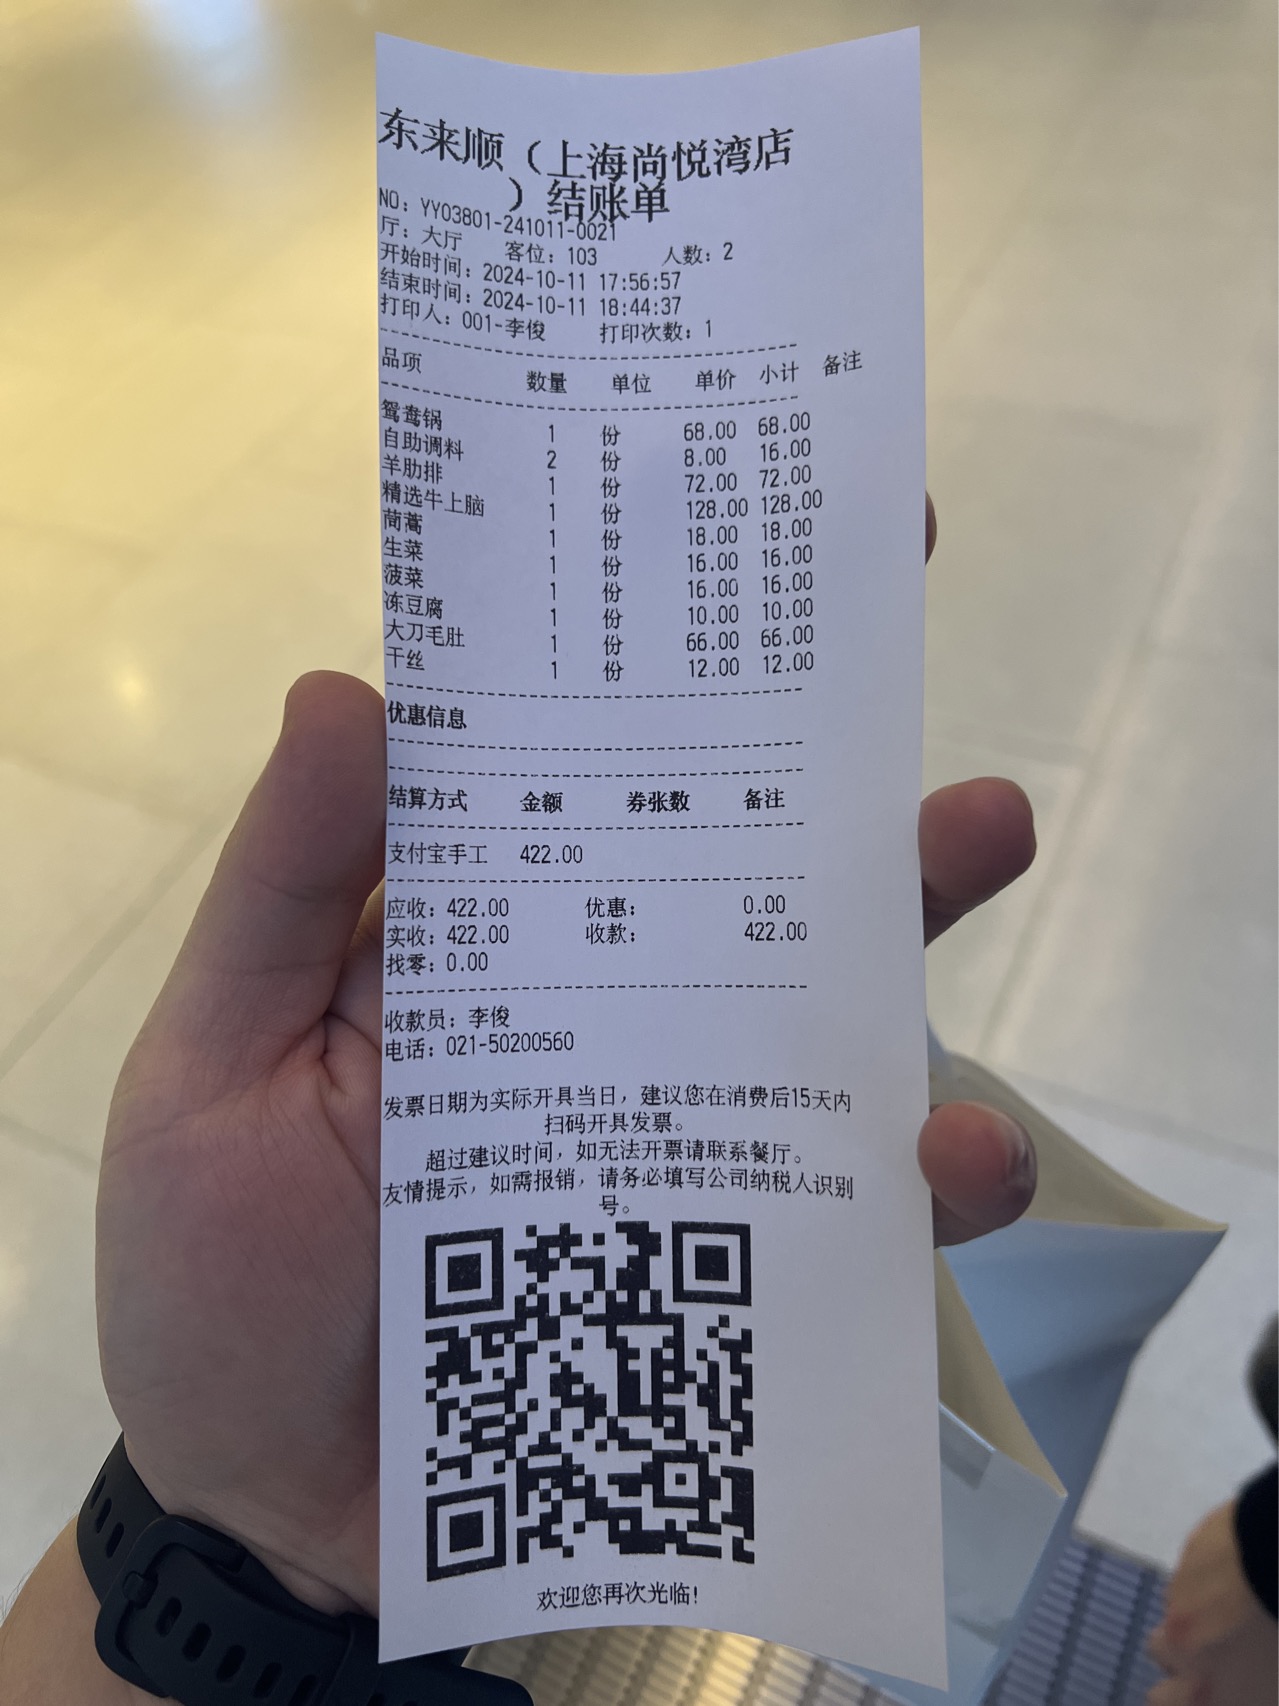 东来顺（上海尚悦湾店
）结账单
NO: YY03801-241011-0021
厅: 大厅 客位: 103 人数: 2
开始时间: 2024-10-11 17:56:57
结束时间: 2024-10-11 18:44:37
打印人: 001-李俊 打印次数: 1
品项 数量 单位 单价 小计 备注
鸳鸯锅 1 份 68.00 68.00
自助调料 2 份 8.00 16.00
羊肋排 1 份 72.00 72.00
精选牛上脑 1 份 128.00 128.00
茼蒿 1 份 18.00 18.00
生菜 1 份 16.00 16.00
菠菜 1 份 16.00 16.00
冻豆腐 1 份 10.00 10.00
大刀毛肚 1 份 66.00 66.00
干丝 1 份 12.00 12.00
优惠信息
结算方式 金额 券张数 备注
支付宝手工 422.00
应收: 422.00 优惠: 0.00
实收: 422.00 收款: 422.00
找零: 0.00
收款员: 李俊
电话: 021-50200560
发票日期为实际开具当日，建议您在消费后15天内
扫码开具发票。
超过建议时间，如无法开票请联系餐厅。
友情提示，如需报销，请务必填写公司纳税人识别
号。
欢迎您再次光临!